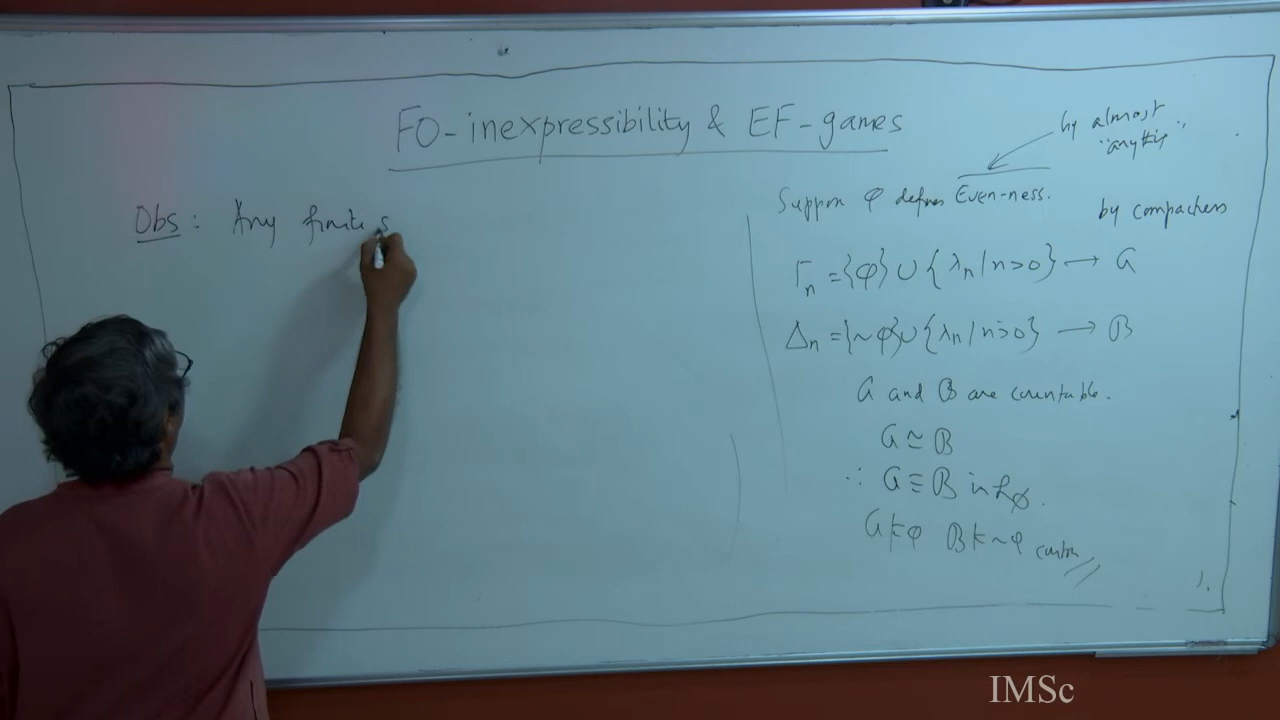 FO-inexpressibility & EF-games
Obs : Any finite s
by almost
"anything"
Suppose φ defines Even-ness.
by compactness
Γn = {φ} ∪ {λn | n>0} → G
Δn = {~φ} ∪ {λn | n>0} → B
G and B are countable.
G ≃ B
∴ G ≡ B in L∅.
G ⊨ φ B ⊨ ~φ contra
IMSc